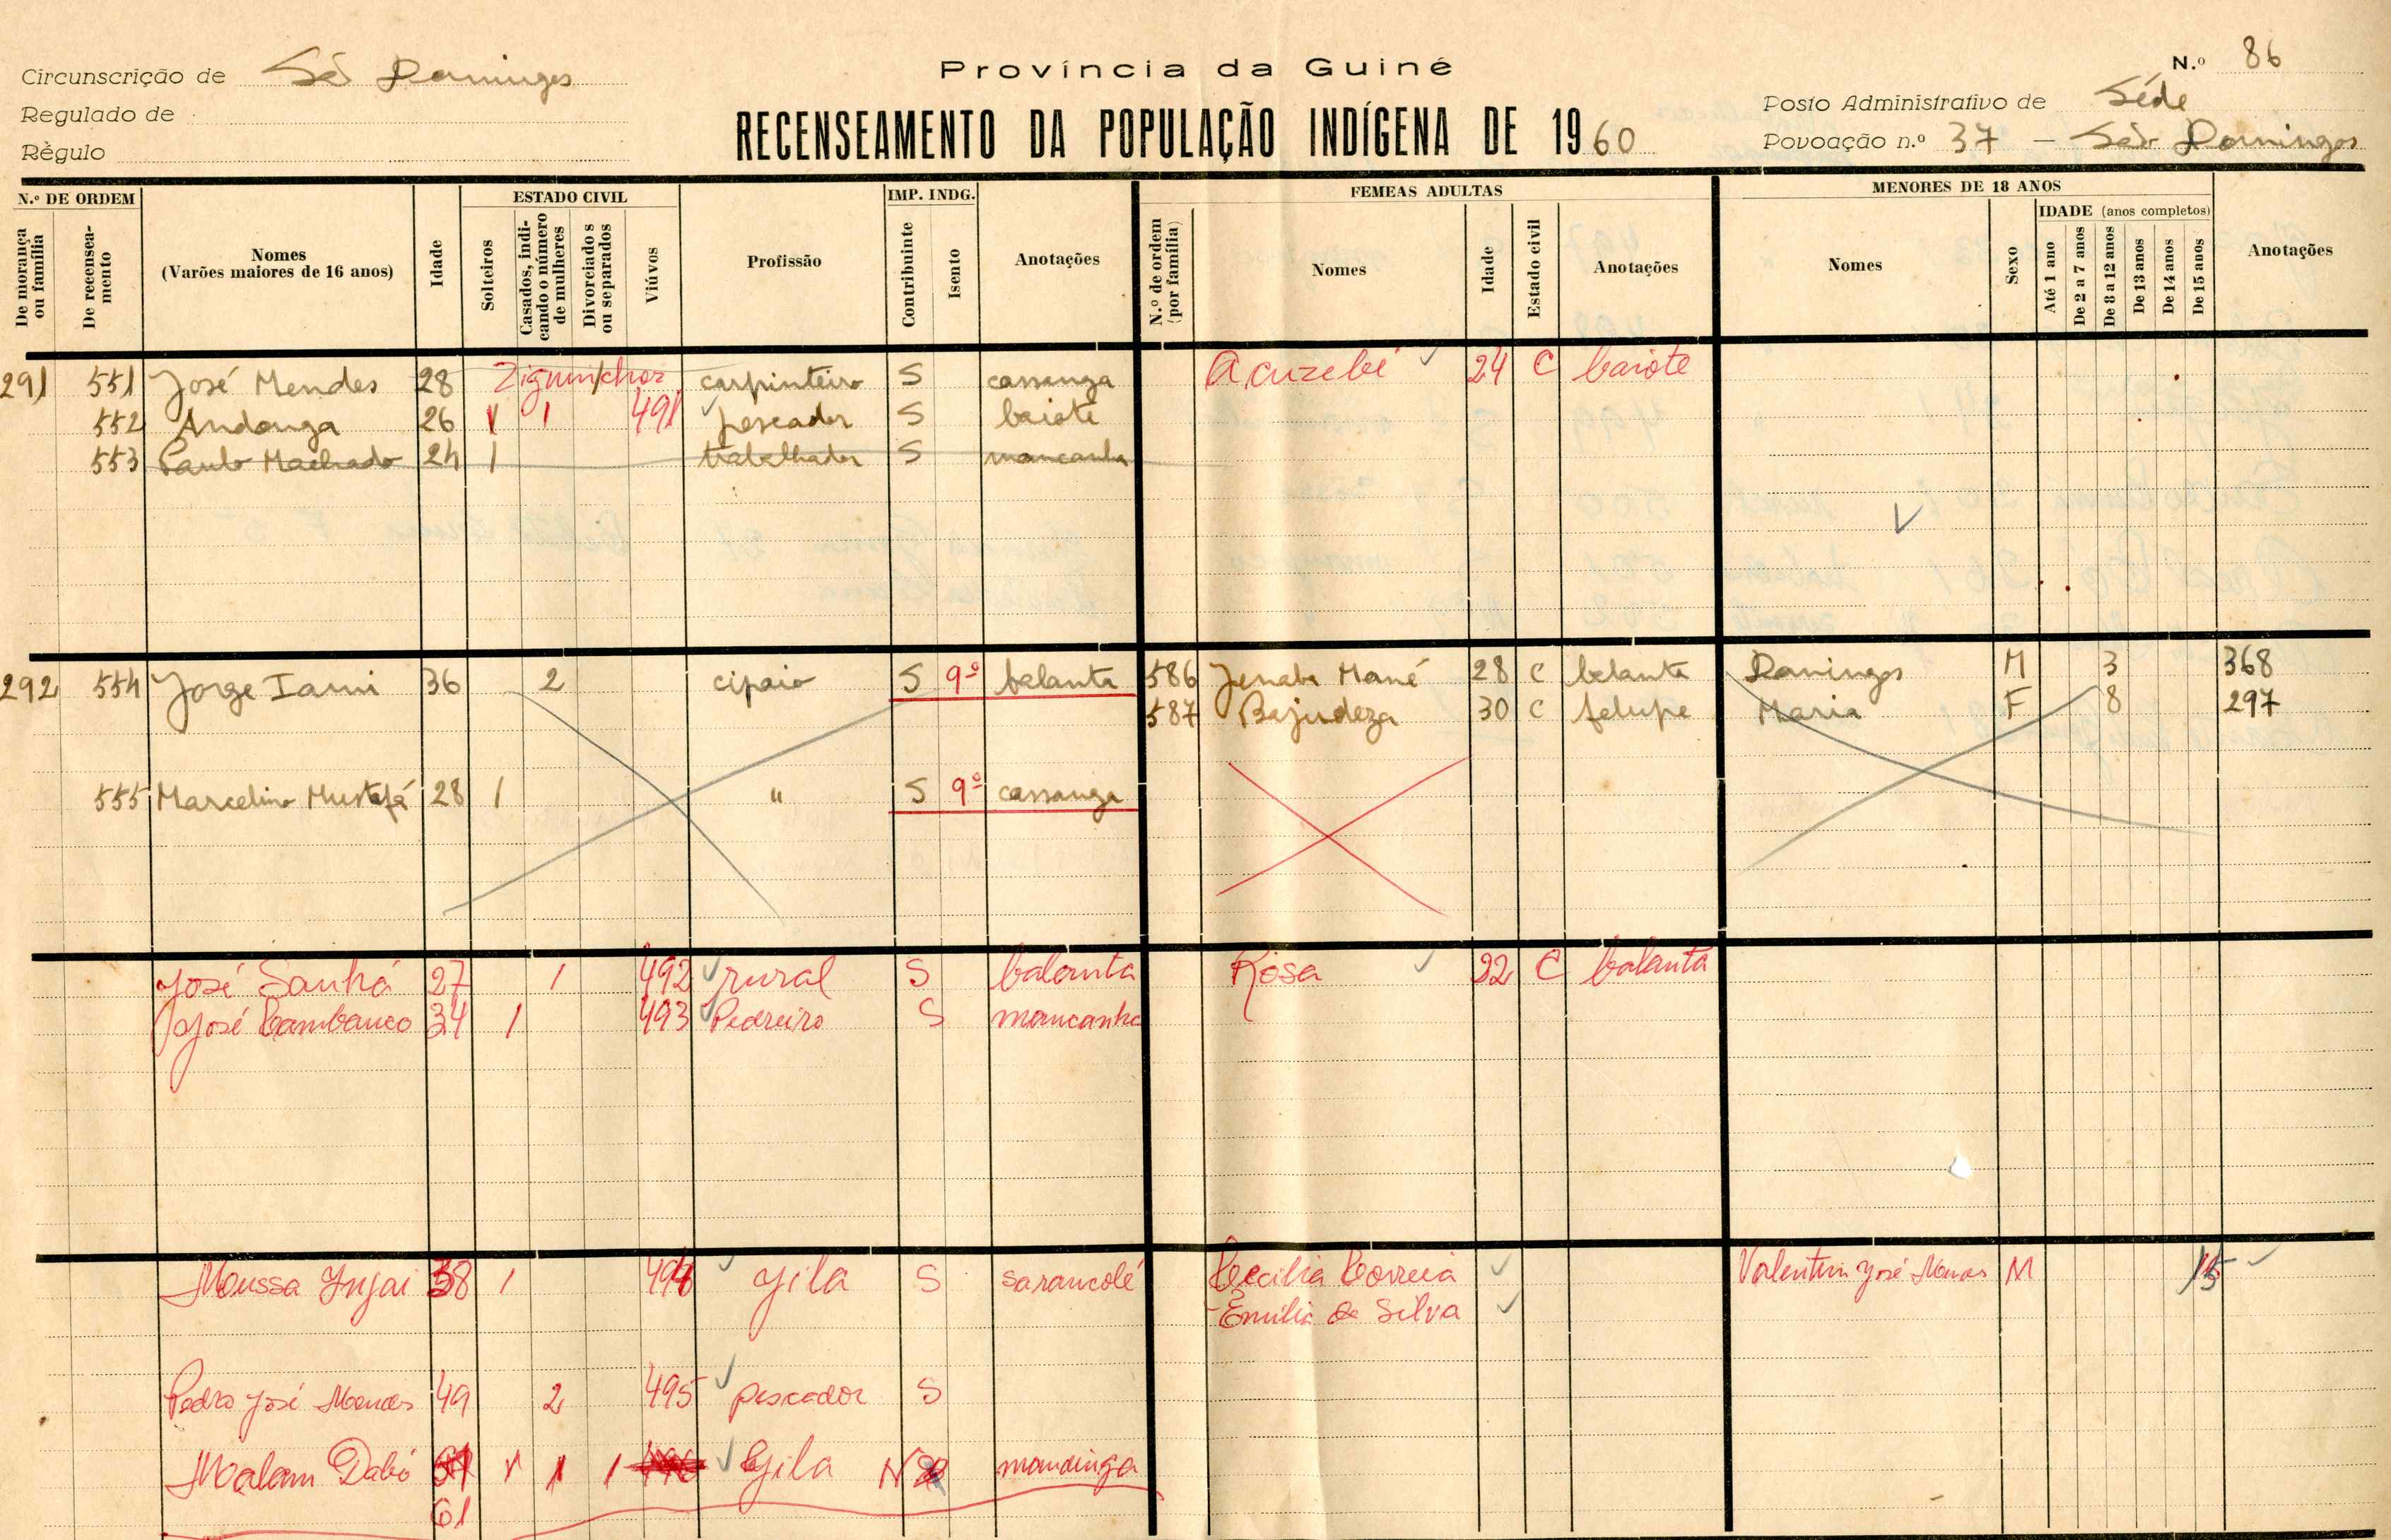 Circunscrição de São Domingos
Regulado de
Régulo
Província da Guiné
RECENSEAMENTO DA POPULAÇÃO INDÍGENA DE 1960
N.º 86
Posto Administrativo de Séde
Povoação n.º 37 — São Domingos
N.º DE ORDEM
De morança ou família
De recenseamento
Nomes
(Varões maiores de 16 anos)
Idade
ESTADO CIVIL
Solteiros
Casados, indicando o número de mulheres
Divorciados ou separados
Viúvos
Profissão
IMP. INDG.
Contribuinte
Isento
Anotações
FEMEAS ADULTAS
N.º de ordem (por família)
Nomes
Idade
Estado civil
Anotações
MENORES DE 18 ANOS
Nomes
Sexo
IDADE (anos completos)
Até 1 ano
De 2 a 7 anos
De 8 a 12 anos
De 13 anos
De 14 anos
De 15 anos
Anotações
291 551 José Mendes 28 Ziguinchor carpinteiro S cassanga Acuzebé 24 C baiote
552 Andonga 26 1 1 491 pescador S baiote
553 Paulo Machado 24 1 trabalhador S mancanha
292 554 Jorge Iami 36 2 cipaio S 9º balanta 586 Jenaba Mané 28 C balanta Domingos M 3 368
587 Bajudeza 30 C felupe Maria F 8 297
555 Marcelino Mustafá 28 1 " S 9º cassanga
José Sanhá 27 1 492 rural S balanta Rosa 22 C balanta
José Cambanco 34 1 493 Pedreiro S mancanha
Moussa Injai 38 1 494 gila S sarancolé Cecilia Correia Valentim José Mendes M 15
Emilia da Silva
Pedro José Mendes 49 2 495 pescador S
Malam Dabó 1 1 1 gila N mandinga
61